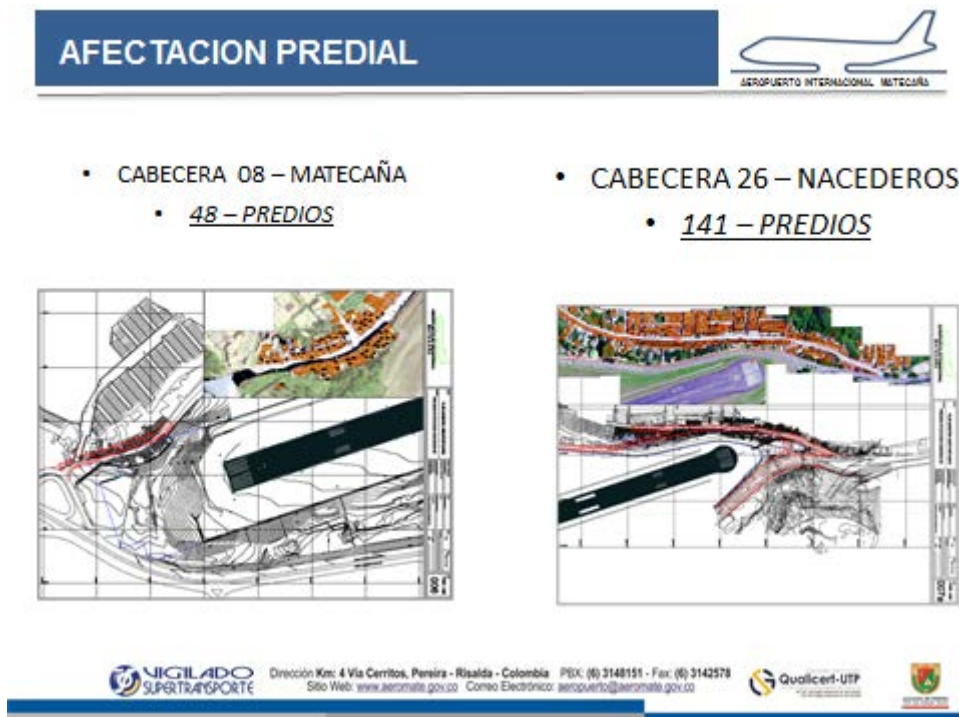 AFECTACION PREDIAL
AEROPUERTO INTERNACIONAL MATECAÑA
• CABECERA 08 – MATECAÑA
• 48 – PREDIOS
• CABECERA 26 – NACEDEROS
• 141 – PREDIOS
006
VIGILADO
SUPERTRANSPORTE
Dirección Km: 4 Vía Cerritos, Pereira - Risalda - Colombia PBX: (6) 3148151 - Fax: (6) 3142578
Sitio Web: www.aeromate.gov.co Correo Electrónico: aeropuerto@aeromate.gov.co
Qualicert-UTP